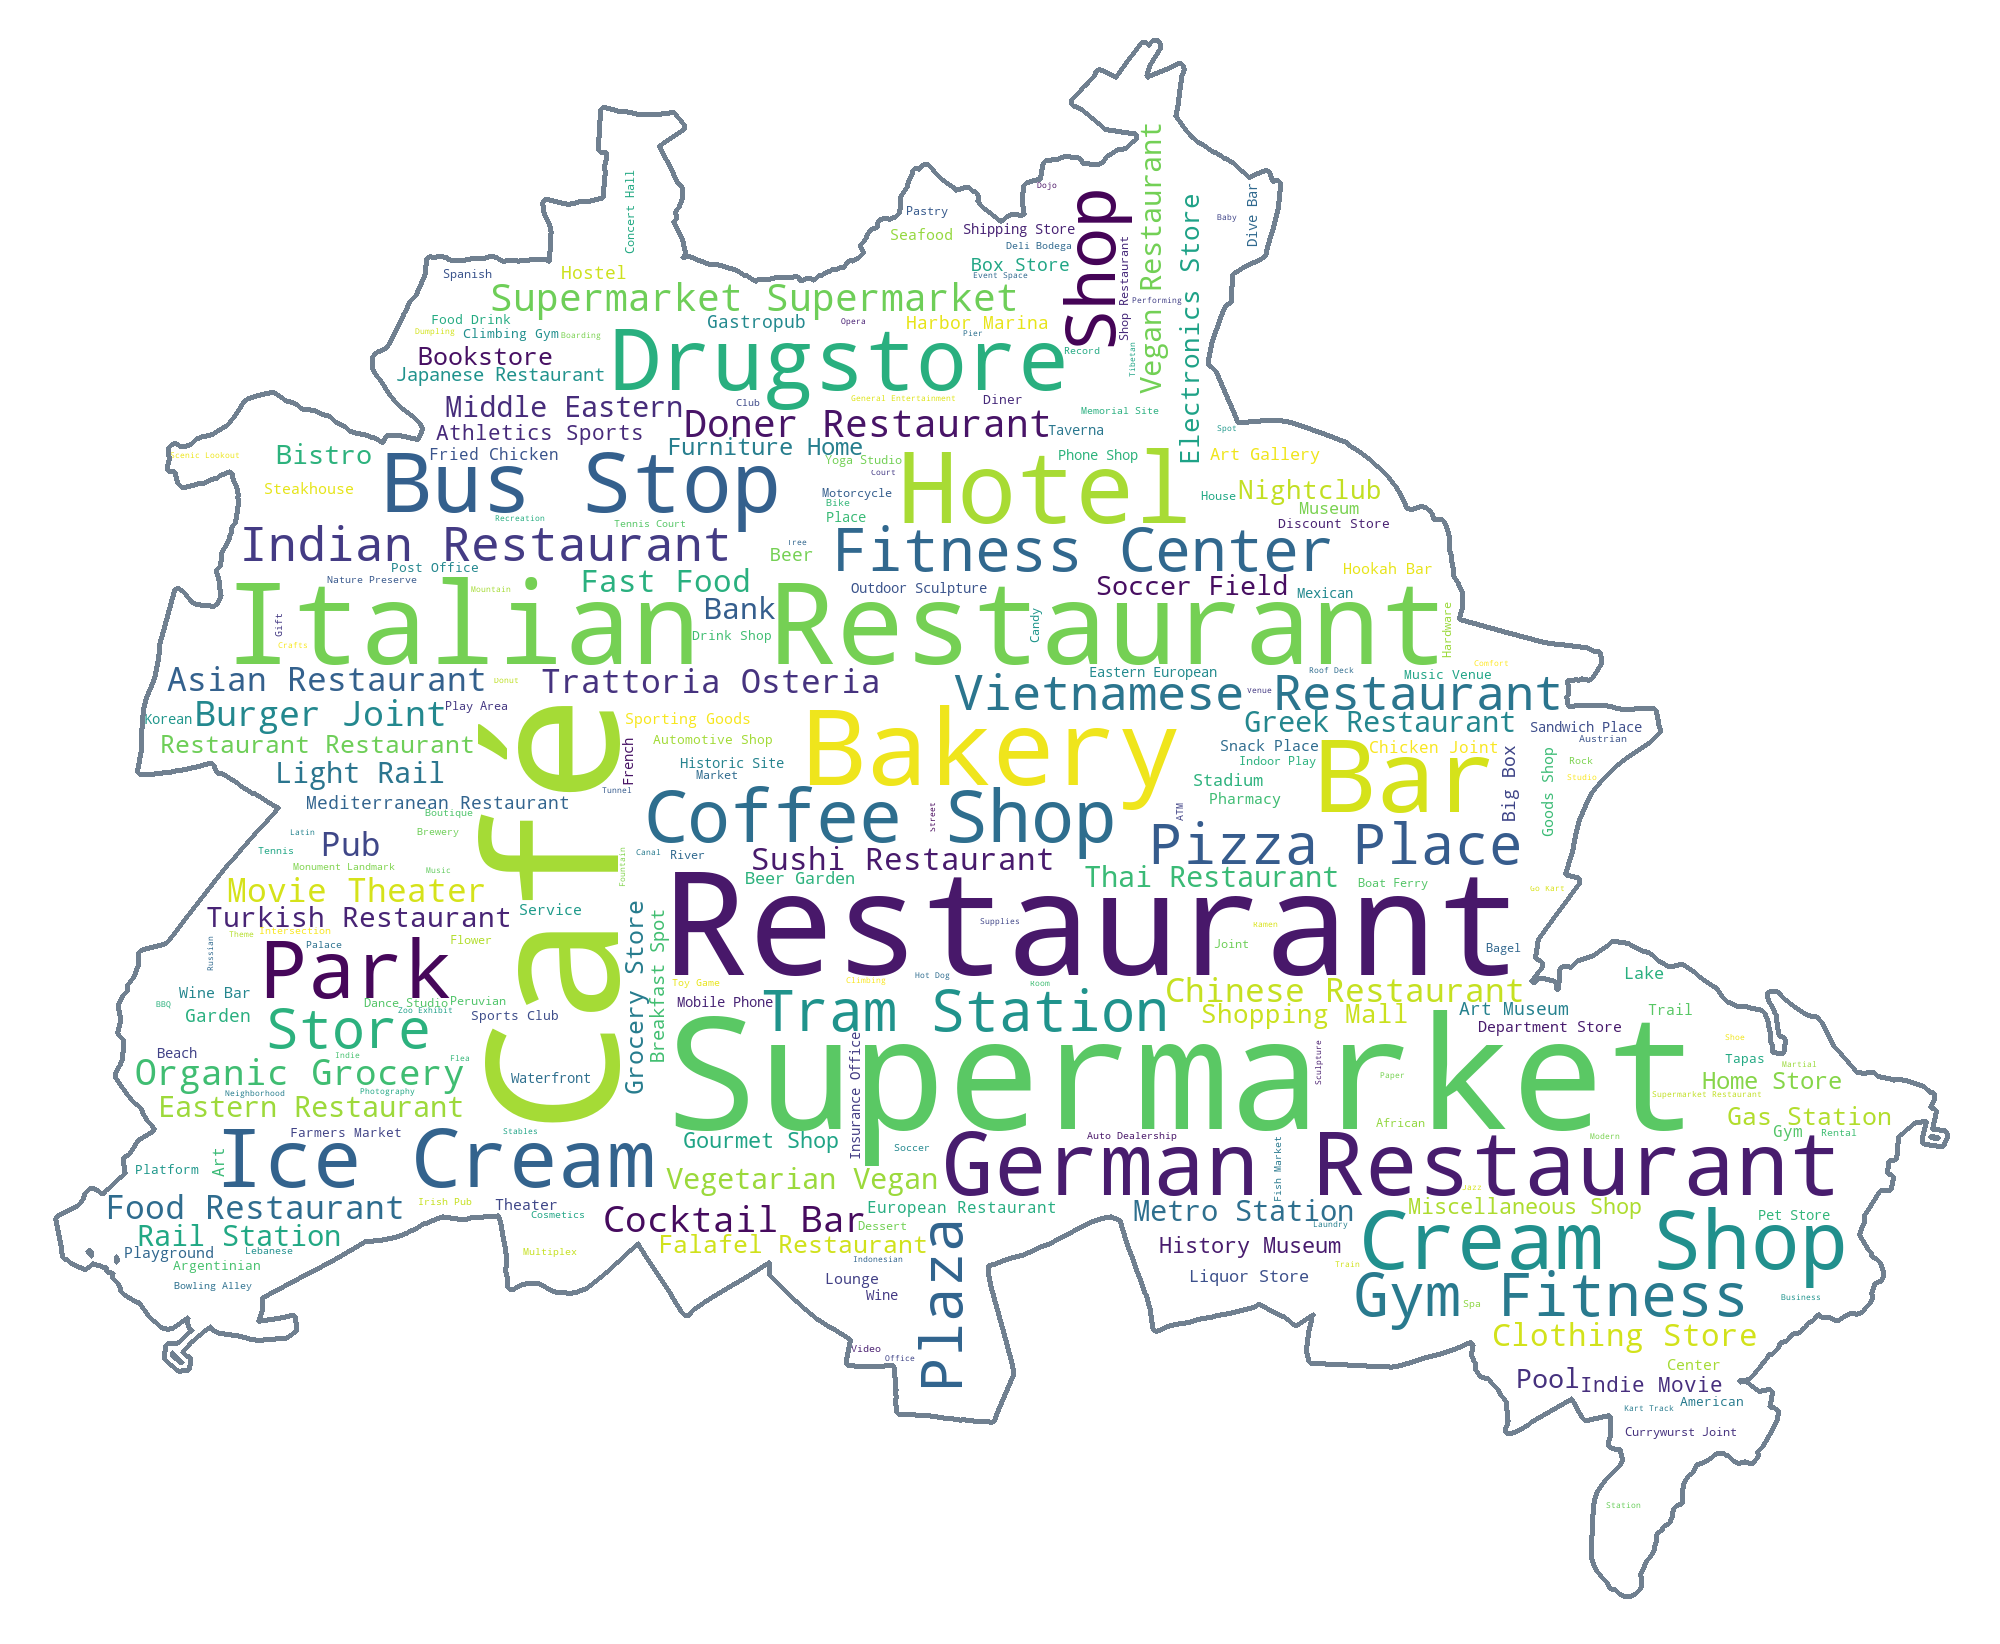 Dojo
Concert Hall
Pastry
Shop
Vegan Restaurant
Dive Bar
Baby
Seafood
Shipping Store
Electronics Store
Deli Bodega
Spanish
Hostel
Box Store
Event Space
Shop Restaurant
Supermarket Supermarket
Performing
Food Drink
Gastropub
Opera
Harbor Marina
Dumpling
Climbing Gym
Boarding
Pier
Drugstore
Bookstore
Record
Tibetan
Japanese Restaurant
Club
General Entertainment
Diner
Middle Eastern
Memorial Site
Doner Restaurant
Athletics Sports
Taverna
Spot
Furniture Home
Scenic Lookout
Bistro
Fried Chicken
Yoga Studio
Phone Shop
Art Gallery
Bus Stop
Court
Hotel
Steakhouse
Motorcycle
House
Nightclub
Bike
Museum
Recreation
Tennis Court
Place
Discount Store
Indian Restaurant
Tree
Fitness Center
Beer
Post Office
Hookah Bar
Nature Preserve
Mountain
Fast Food
Outdoor Sculpture
Soccer Field
Mexican
Bank
Italian Restaurant
Gift
Crafts
Drink Shop
Candy
Hardware
Comfort
Asian Restaurant
Donut
Trattoria Osteria
Eastern European
Roof Deck
Music Venue
Vietnamese Restaurant
Venue
Korean
Burger Joint
Play Area
Sporting Goods
Greek Restaurant
Sandwich Place
Restaurant Restaurant
Automotive Shop
Bakery
Snack Place
Chicken Joint
Austrian
Café
French
Historic Site
Indoor Play
Bar
Big Box
Rock
Light Rail
Market
Stadium
Studio
Tunnel
Goods Shop
Mediterranean Restaurant
Pharmacy
Boutique
Coffee Shop
Street
ATM
Latin
Brewery
Pub
Pizza Place
Tennis
Canal
River
Sushi Restaurant
Monument Landmark
Music
Fountain
Beer Garden
Thai Restaurant
Boat Ferry
Go Kart
Movie Theater
Turkish Restaurant
Service
Restaurant
Supplies
Ramen
Theme
Intersection
Flower
Grocery Store
Breakfast Spot
Joint
Russian
Palace
Bagel
Park
Toy Game
Climbing
Hot Dog
Room
Lake
Wine Bar
BBQ
Dance Studio
Peruvian
Mobile Phone
Chinese Restaurant
Garden
Zoo Exhibit
Sports Club
Tram Station
Shopping Mall
Art Museum
Trail
Store
Department Store
Shoe
Beach
Indie
Flea
Insurance Office
Supermarket
Sculpture
Tapas
Martial
Organic Grocery
Waterfront
Paper
Home Store
Neighborhood
Photography
Supermarket Restaurant
Eastern Restaurant
Gas Station
African
Farmers Market
Stables
Gourmet Shop
Soccer
Auto Dealership
Modern
Gym
Rental
Ice Cream
German Restaurant
Platform
Art
Vegetarian Vegan
Fish Market
Jazz
Food Restaurant
Irish Pub
Theater
Cosmetics
European Restaurant
Metro Station
Miscellaneous Shop
Pet Store
Cocktail Bar
Dessert
Laundry
Rail Station
Falafel Restaurant
Plaza
History Museum
Cream Shop
Playground
Lebanese
Multiplex
Indonesian
Train
Argentinian
Lounge
Liquor Store
Bowling Alley
Wine
Gym Fitness
Spa
Business
Clothing Store
Video
Office
Center
Pool
Indie Movie
American
Kart Track
Currywurst Joint
Station